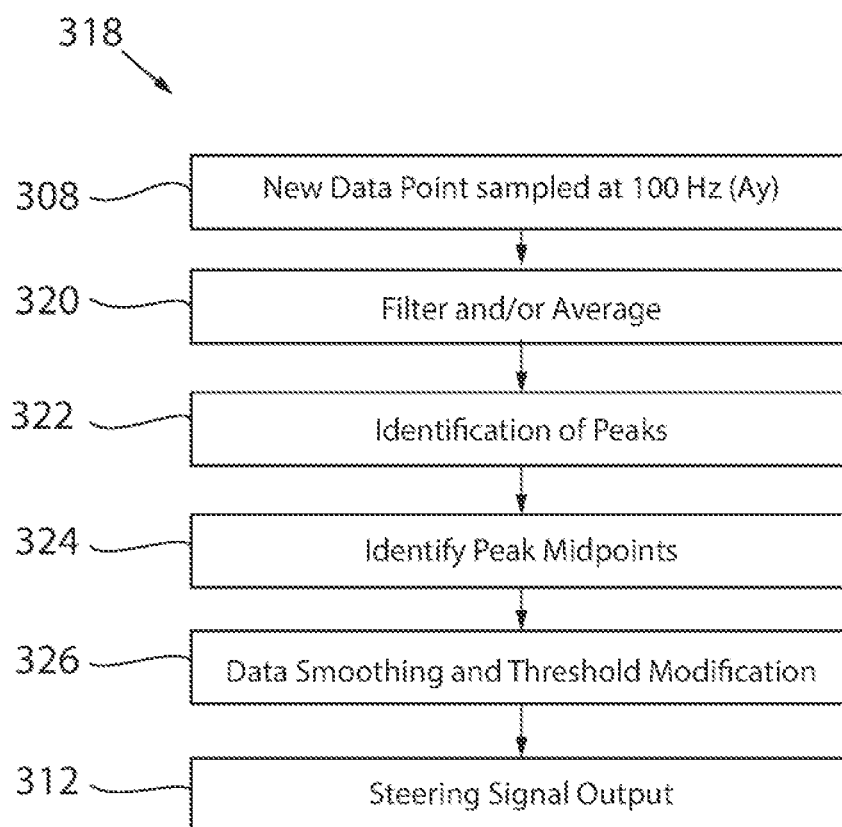 318
308
New Data Point sampled at 100 Hz (Ay)
320
Filter and/or Average
322
Identification of Peaks
324
Identify Peak Midpoints
326
Data Smoothing and Threshold Modification
312
Steering Signal Output